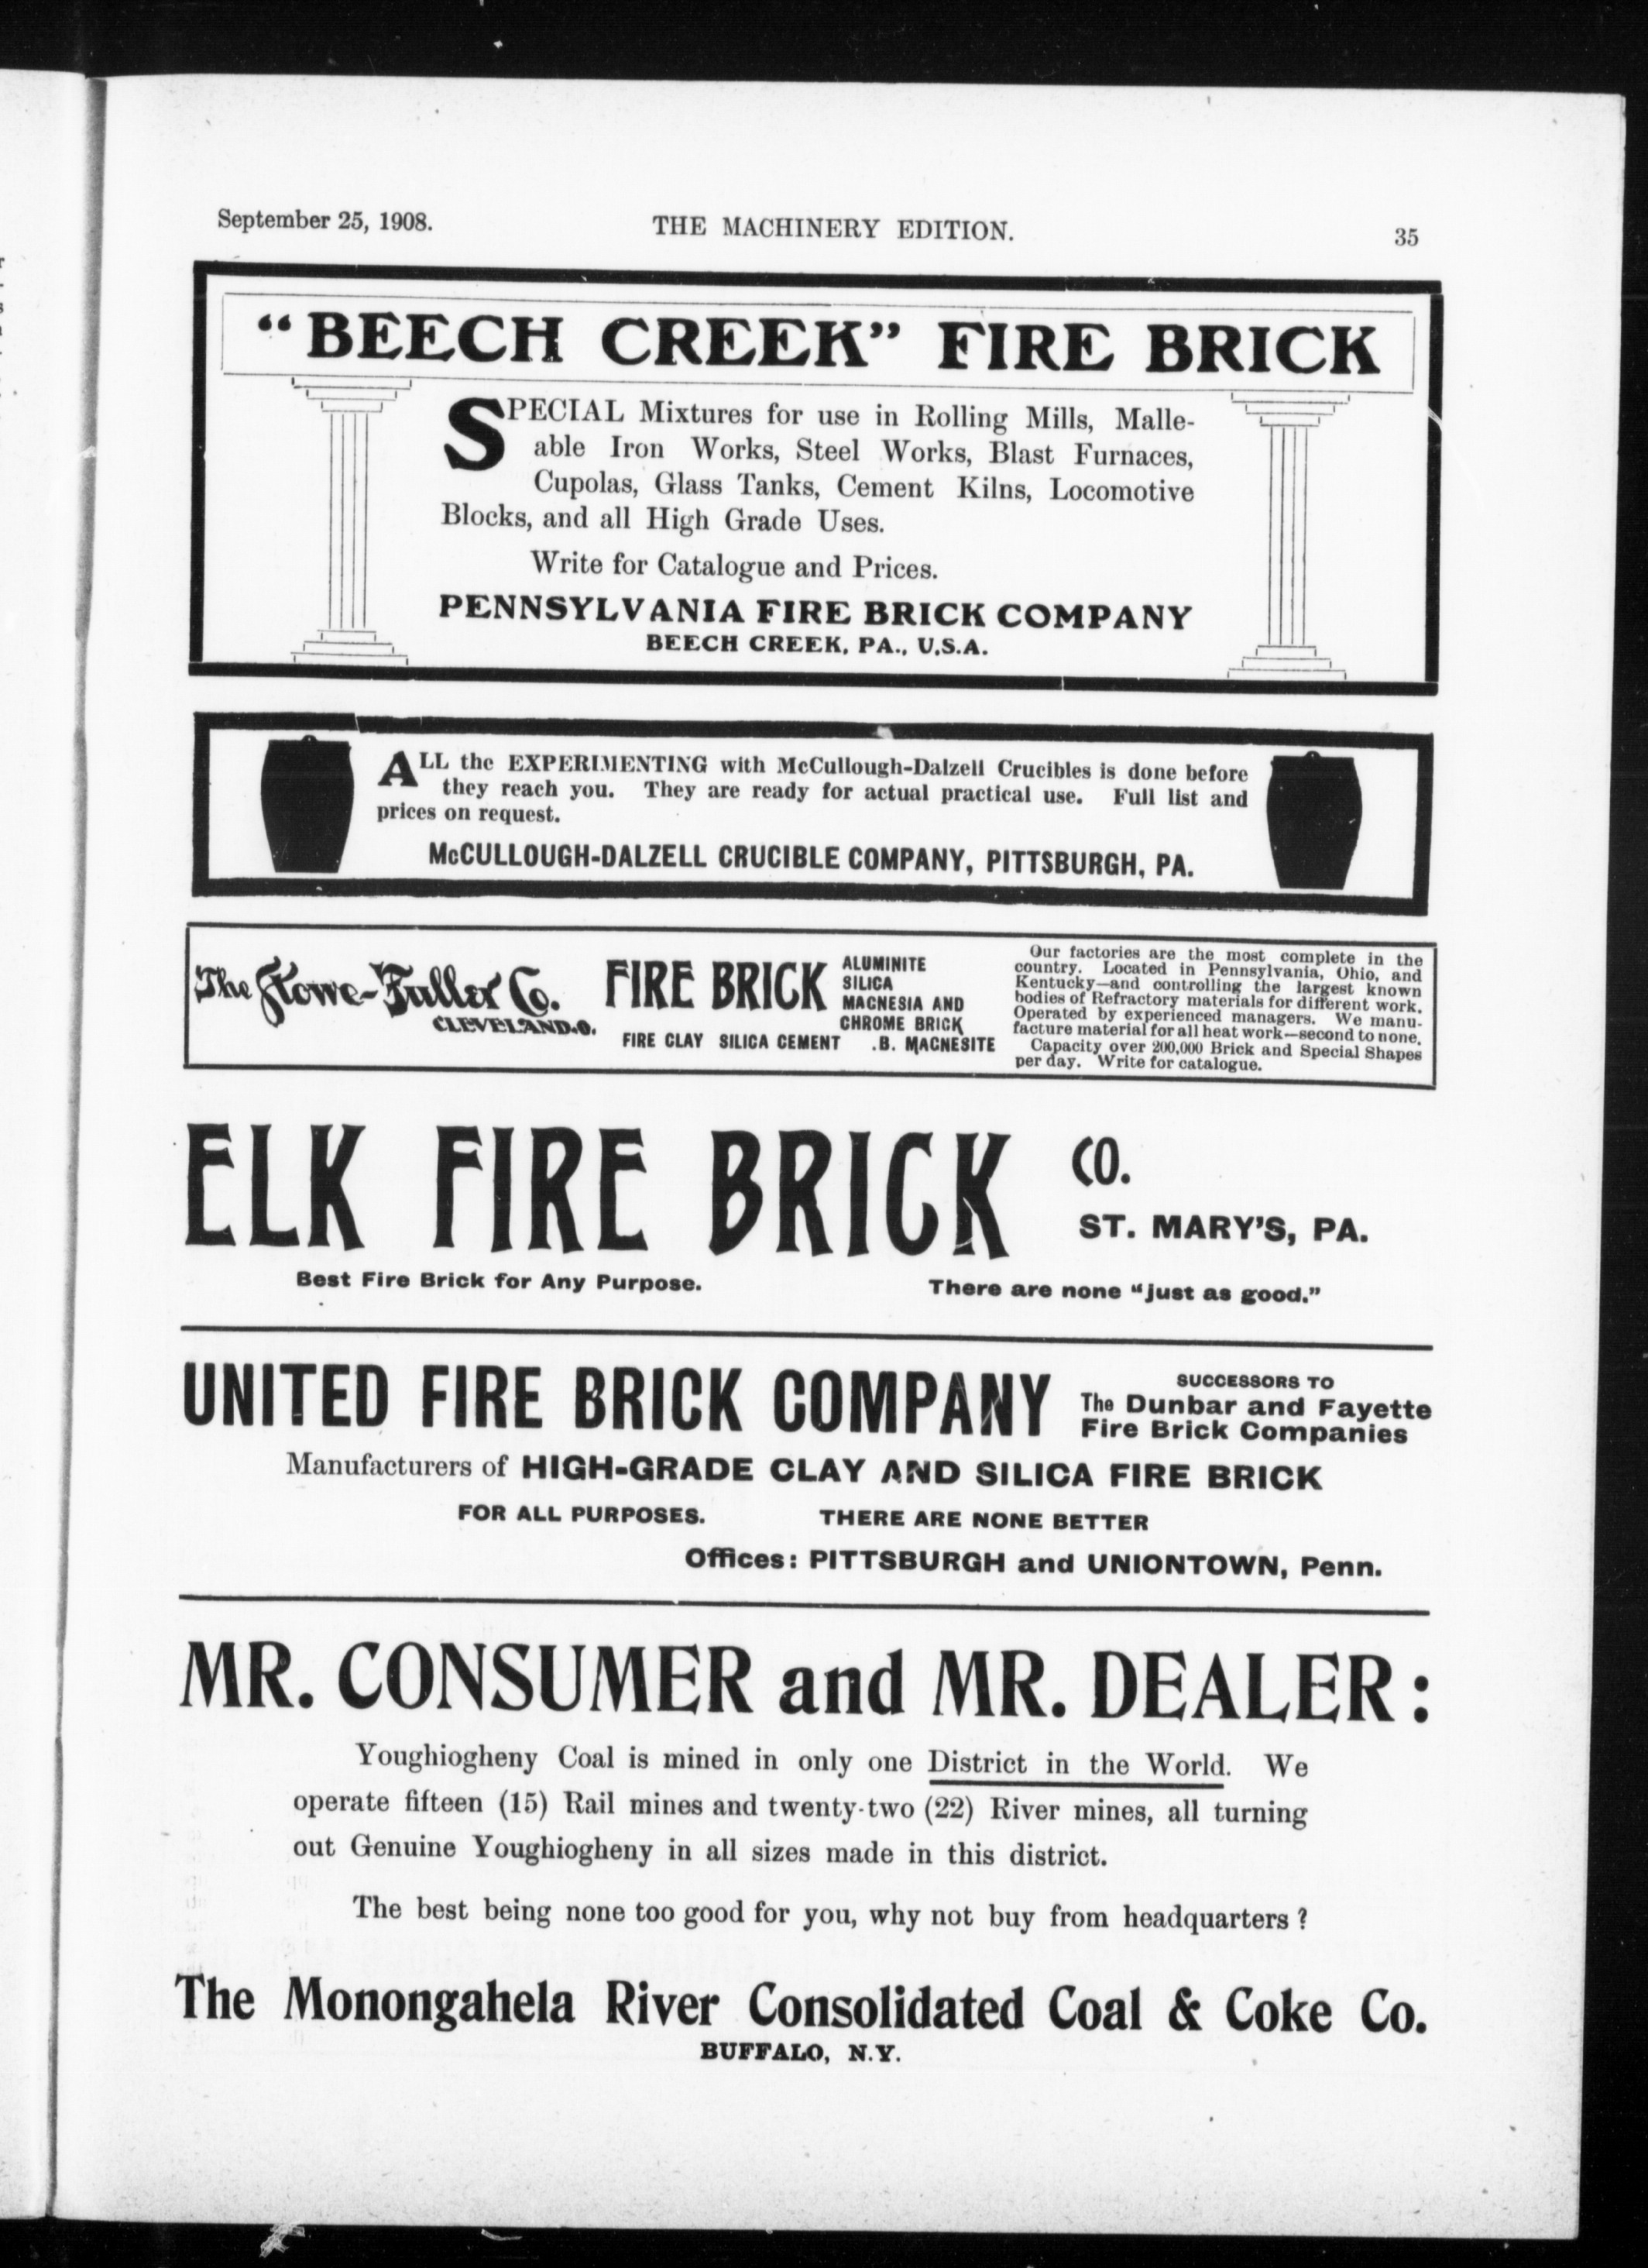 September 25, 1908.
THE MACHINERY EDITION.
35
"BEECH CREEK" FIRE BRICK
SPECIAL Mixtures for use in Rolling Mills, Malle-
able Iron Works, Steel Works, Blast Furnaces,
Cupolas, Glass Tanks, Cement Kilns, Locomotive
Blocks, and all High Grade Uses.
Write for Catalogue and Prices.
PENNSYLVANIA FIRE BRICK COMPANY
BEECH CREEK, PA., U.S.A.
ALL the EXPERIMENTING with McCullough-Dalzell Crucibles is done before
they reach you. They are ready for actual practical use. Full list and
prices on request.
McCULLOUGH-DALZELL CRUCIBLE COMPANY, PITTSBURGH, PA.
The Stowe-Fuller Co.
CLEVELAND.O.
FIRE BRICK
ALUMINITE
SILICA
MAGNESIA AND
CHROME BRICK
FIRE CLAY SILICA CEMENT .B. MAGNESITE
Our factories are the most complete in the
country. Located in Pennsylvania, Ohio, and
Kentucky—and controlling the largest known
bodies of Refractory materials for different work.
Operated by experienced managers. We manu-
facture material for all heat work—second to none.
Capacity over 200,000 Brick and Special Shapes
per day. Write for catalogue.
ELK FIRE BRICK CO.
ST. MARY'S, PA.
Best Fire Brick for Any Purpose. There are none "just as good."
UNITED FIRE BRICK COMPANY
SUCCESSORS TO
The Dunbar and Fayette
Fire Brick Companies
Manufacturers of HIGH-GRADE CLAY AND SILICA FIRE BRICK
FOR ALL PURPOSES. THERE ARE NONE BETTER
Offices: PITTSBURGH and UNIONTOWN, Penn.
MR. CONSUMER and MR. DEALER:
Youghiogheny Coal is mined in only one District in the World. We
operate fifteen (15) Rail mines and twenty-two (22) River mines, all turning
out Genuine Youghiogheny in all sizes made in this district.
The best being none too good for you, why not buy from headquarters?
The Monongahela River Consolidated Coal & Coke Co.
BUFFALO, N.Y.